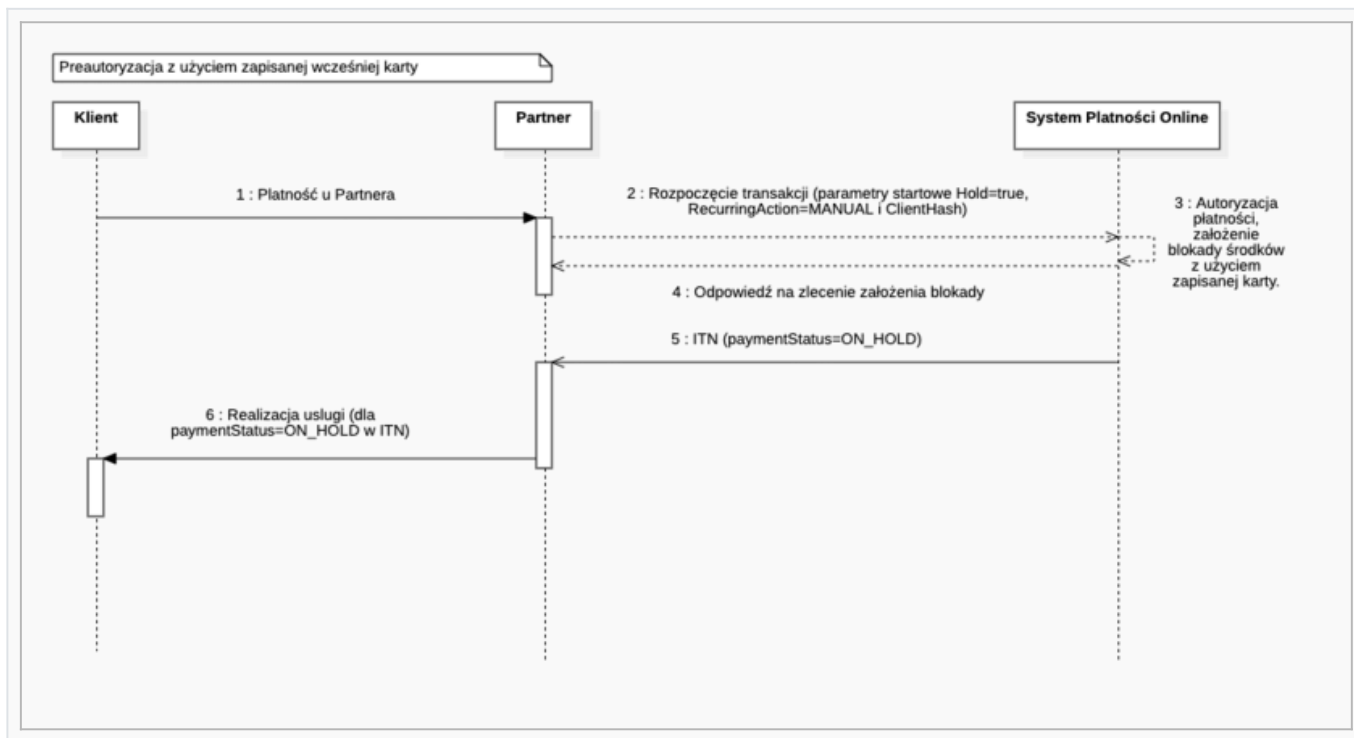 Preautoryzacja z użyciem zapisanej wcześniej karty
Klient
Partner
System Płatności Online
1 : Płatność u Partnera
2 : Rozpoczęcie transakcji (parametry startowe Hold=true,
RecurringAction=MANUAL i ClientHash)
3 : Autoryzacja
płatności,
założenie
blokady środków
z użyciem
zapisanej karty.
4 : Odpowiedź na zlecenie założenia blokady
5 : ITN (paymentStatus=ON_HOLD)
6 : Realizacja uslugi (dla
paymentStatus=ON_HOLD w ITN)